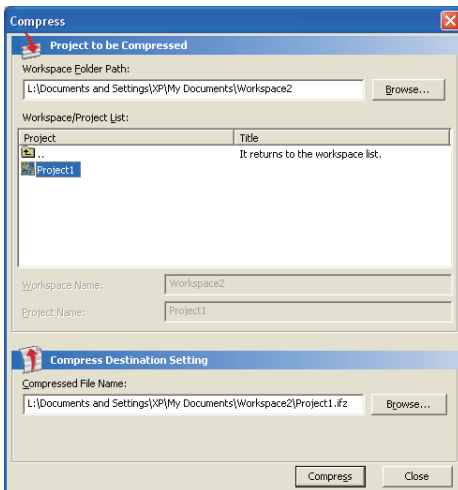 Compress
Project to be Compressed
Workspace Folder Path:
L:\Documents and Settings\XP\My Documents\Workspace2
Browse...
Workspace/Project List:
Project Title
.. It returns to the workspace list.
Project1
Workspace Name: Workspace2
Project Name: Project1
Compress Destination Setting
Compressed File Name:
L:\Documents and Settings\XP\My Documents\Workspace2\Project1.ifz
Browse...
Compress Close